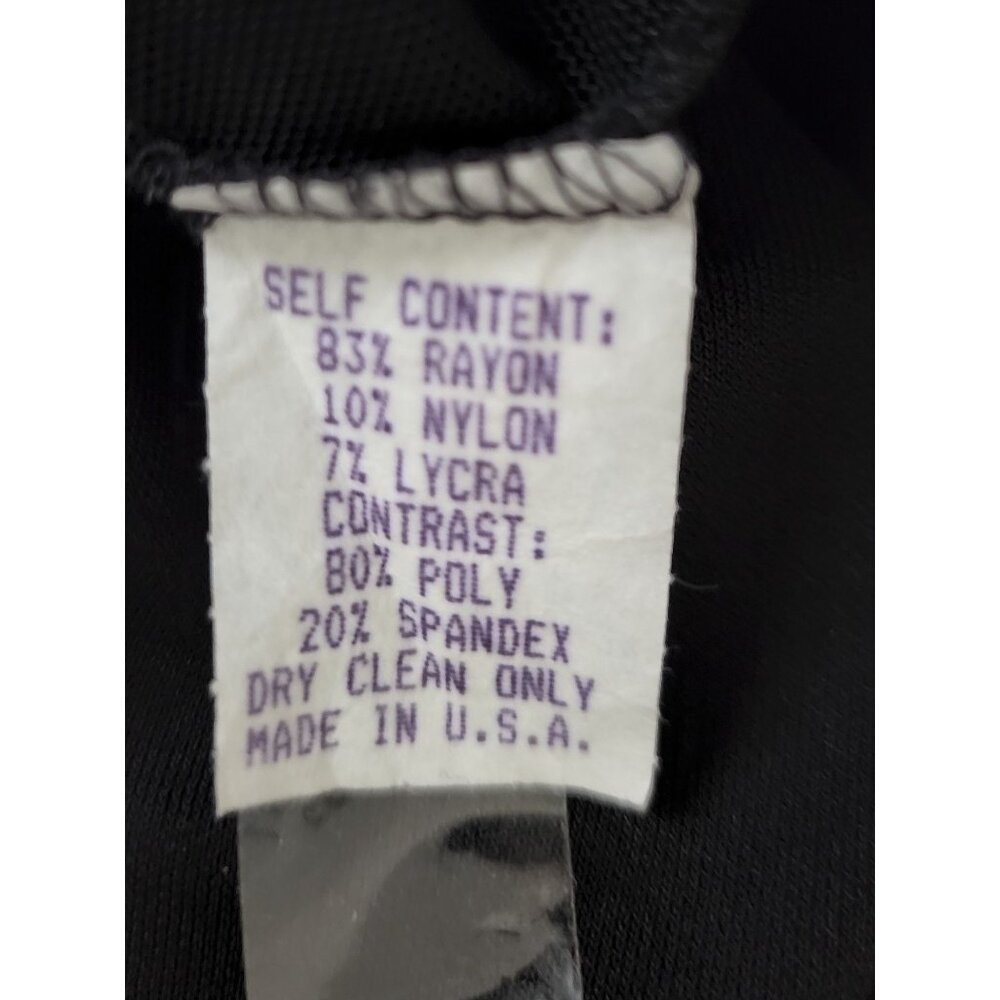 SELF CONTENT:
83% RAYON
10% NYLON
7% LYCRA
CONTRAST:
80% POLY
20% SPANDEX
DRY CLEAN ONLY
MADE IN U.S.A.